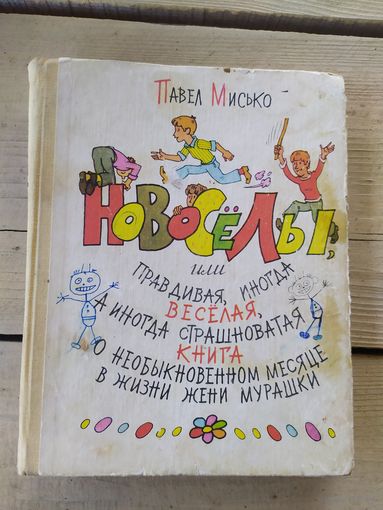 Павел Мисько
Новосёлы,
или
правдивая, иногда
весёлая,
а иногда страшноватая
книга
о необыкновенном месяце
в жизни Жени Мурашки